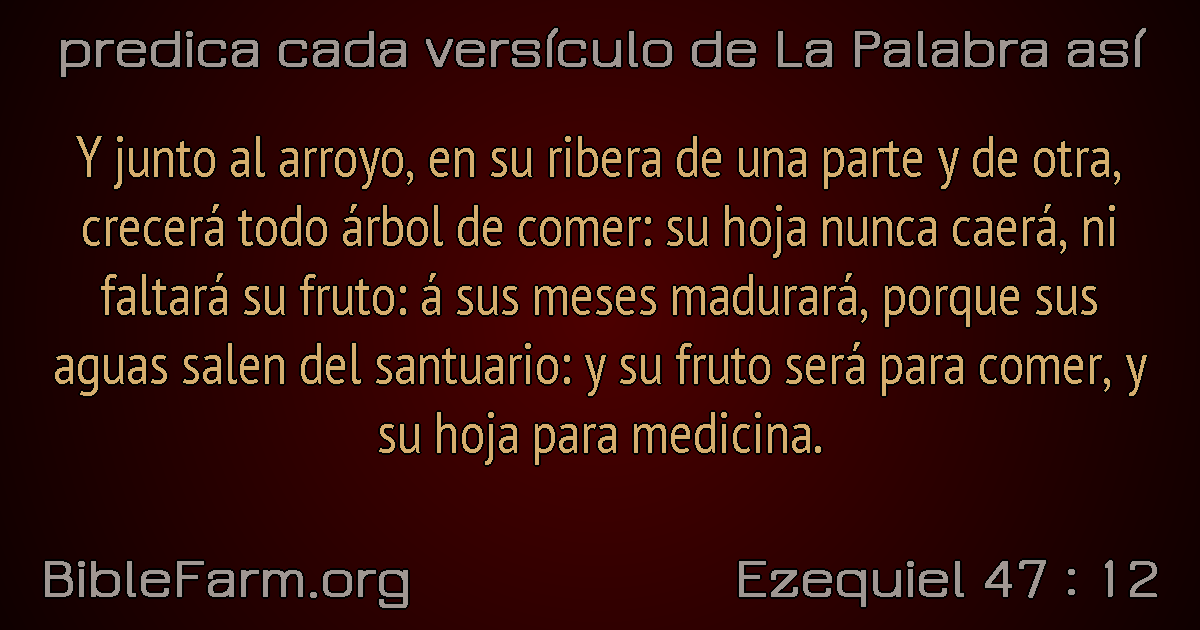 predica cada versículo de La Palabra así
Y junto al arroyo, en su ribera de una parte y de otra,
crecerá todo árbol de comer: su hoja nunca caerá, ni
faltará su fruto: á sus meses madurará, porque sus
aguas salen del santuario: y su fruto será para comer, y
su hoja para medicina.
BibleFarm.org
Ezequiel 47 : 12